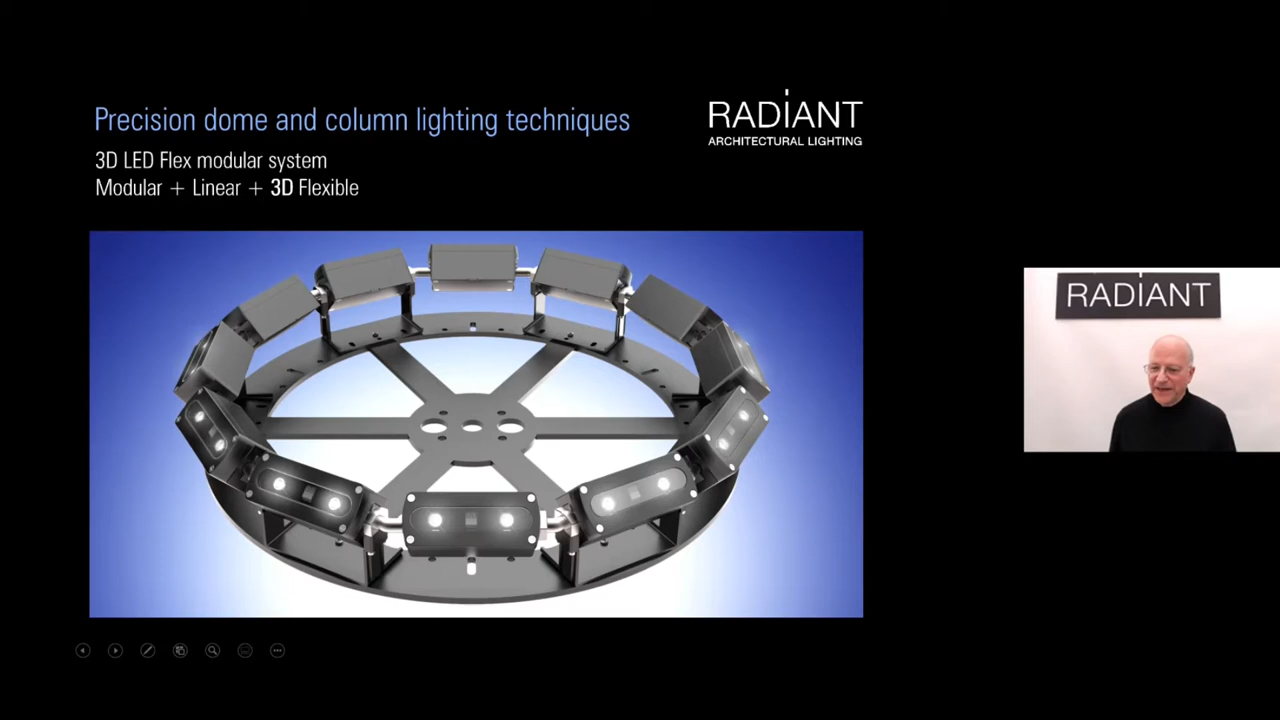 Precision dome and column lighting techniques
3D LED Flex modular system
Modular + Linear + 3D Flexible
RADiANT
ARCHITECTURAL LIGHTING
RADiANT